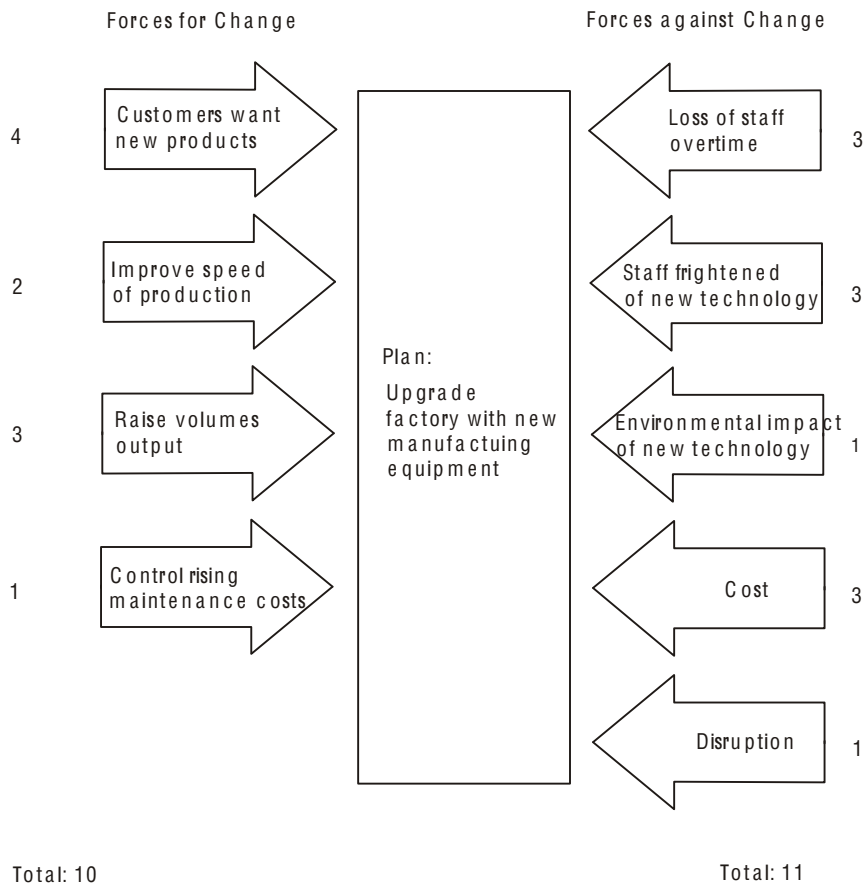 Forces for Change
Forces against Change
4
Customers want
new products
Loss of staff
overtime
3
2
Improve speed
of production
Staff frightened
of new technology
3
3
Raise volumes
output
Plan:
Upgrade
factory with new
manufactuing
equipment
Environmental impact
of new technology
1
1
Control rising
maintenance costs
Cost
3
Disruption
1
Total: 10
Total: 11